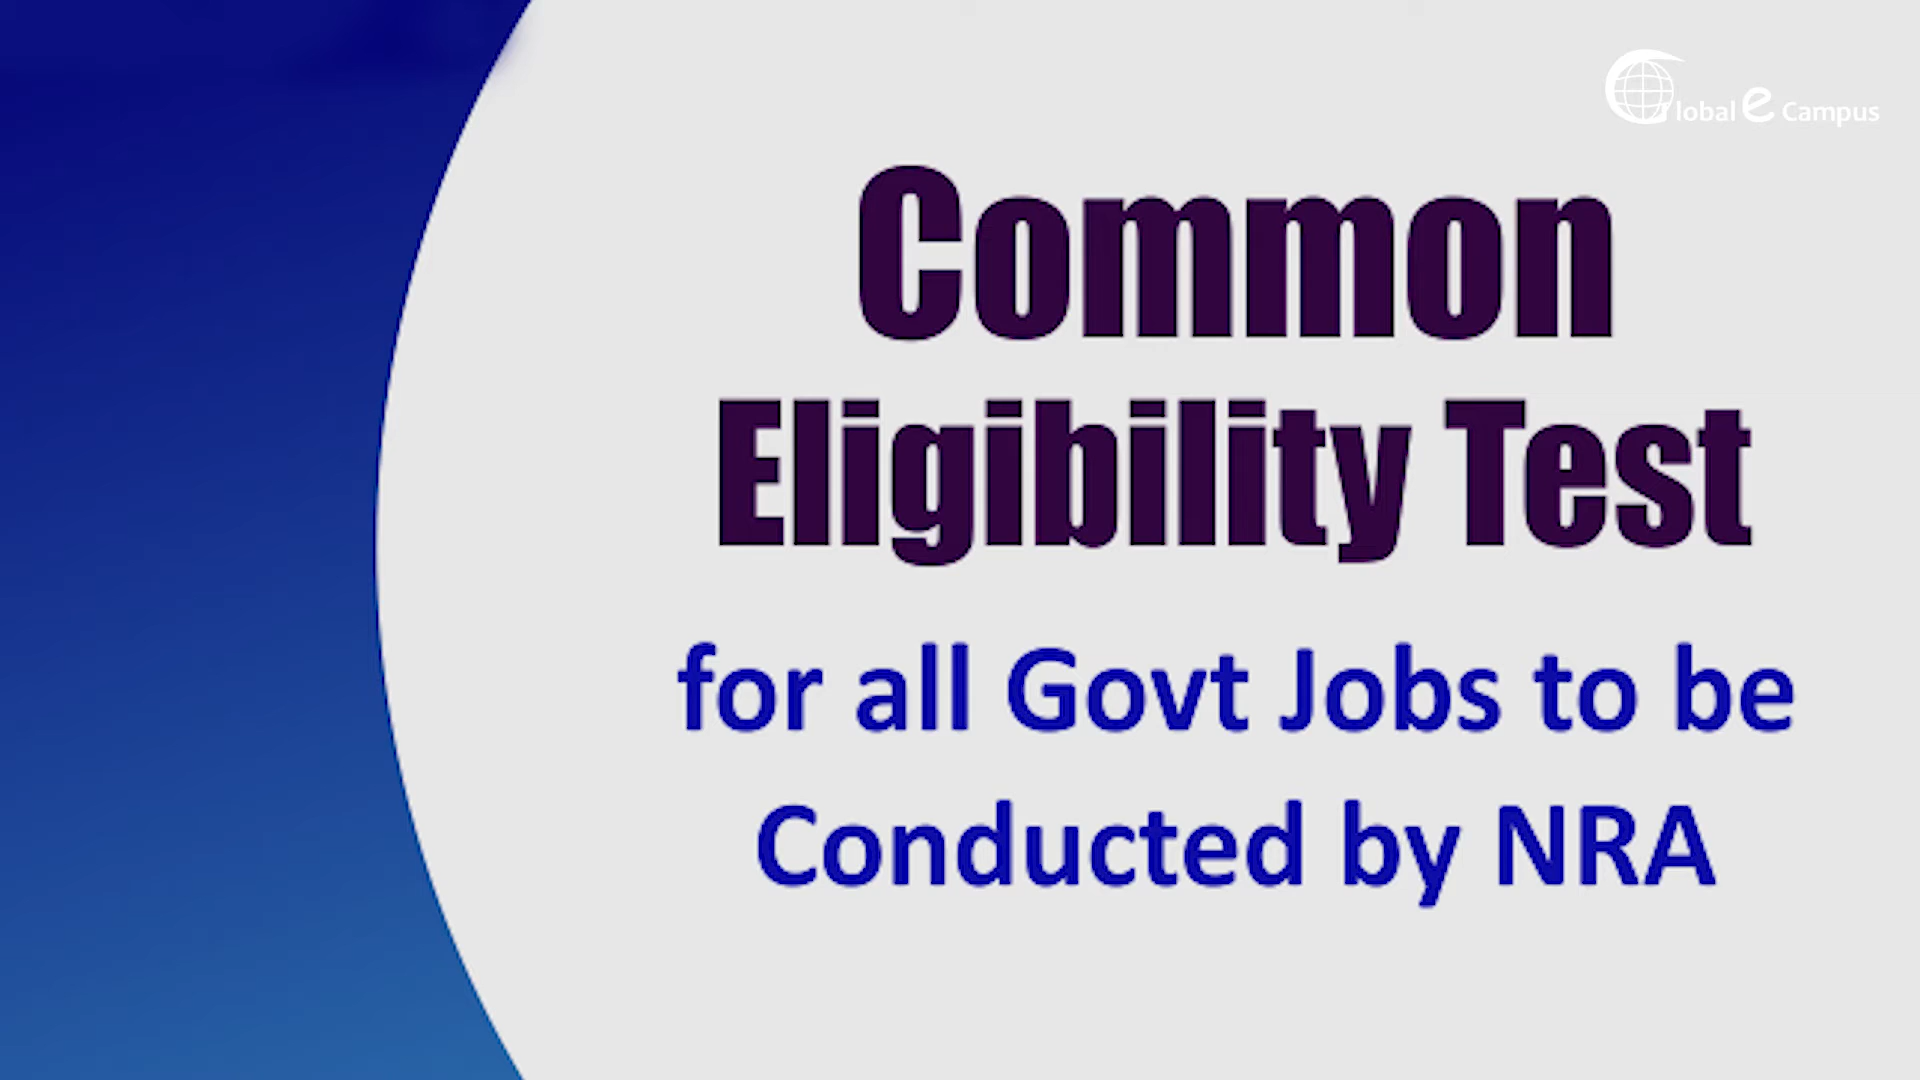 Global e Campus
Common
Eligibility Test
for all Govt Jobs to be
Conducted by NRA